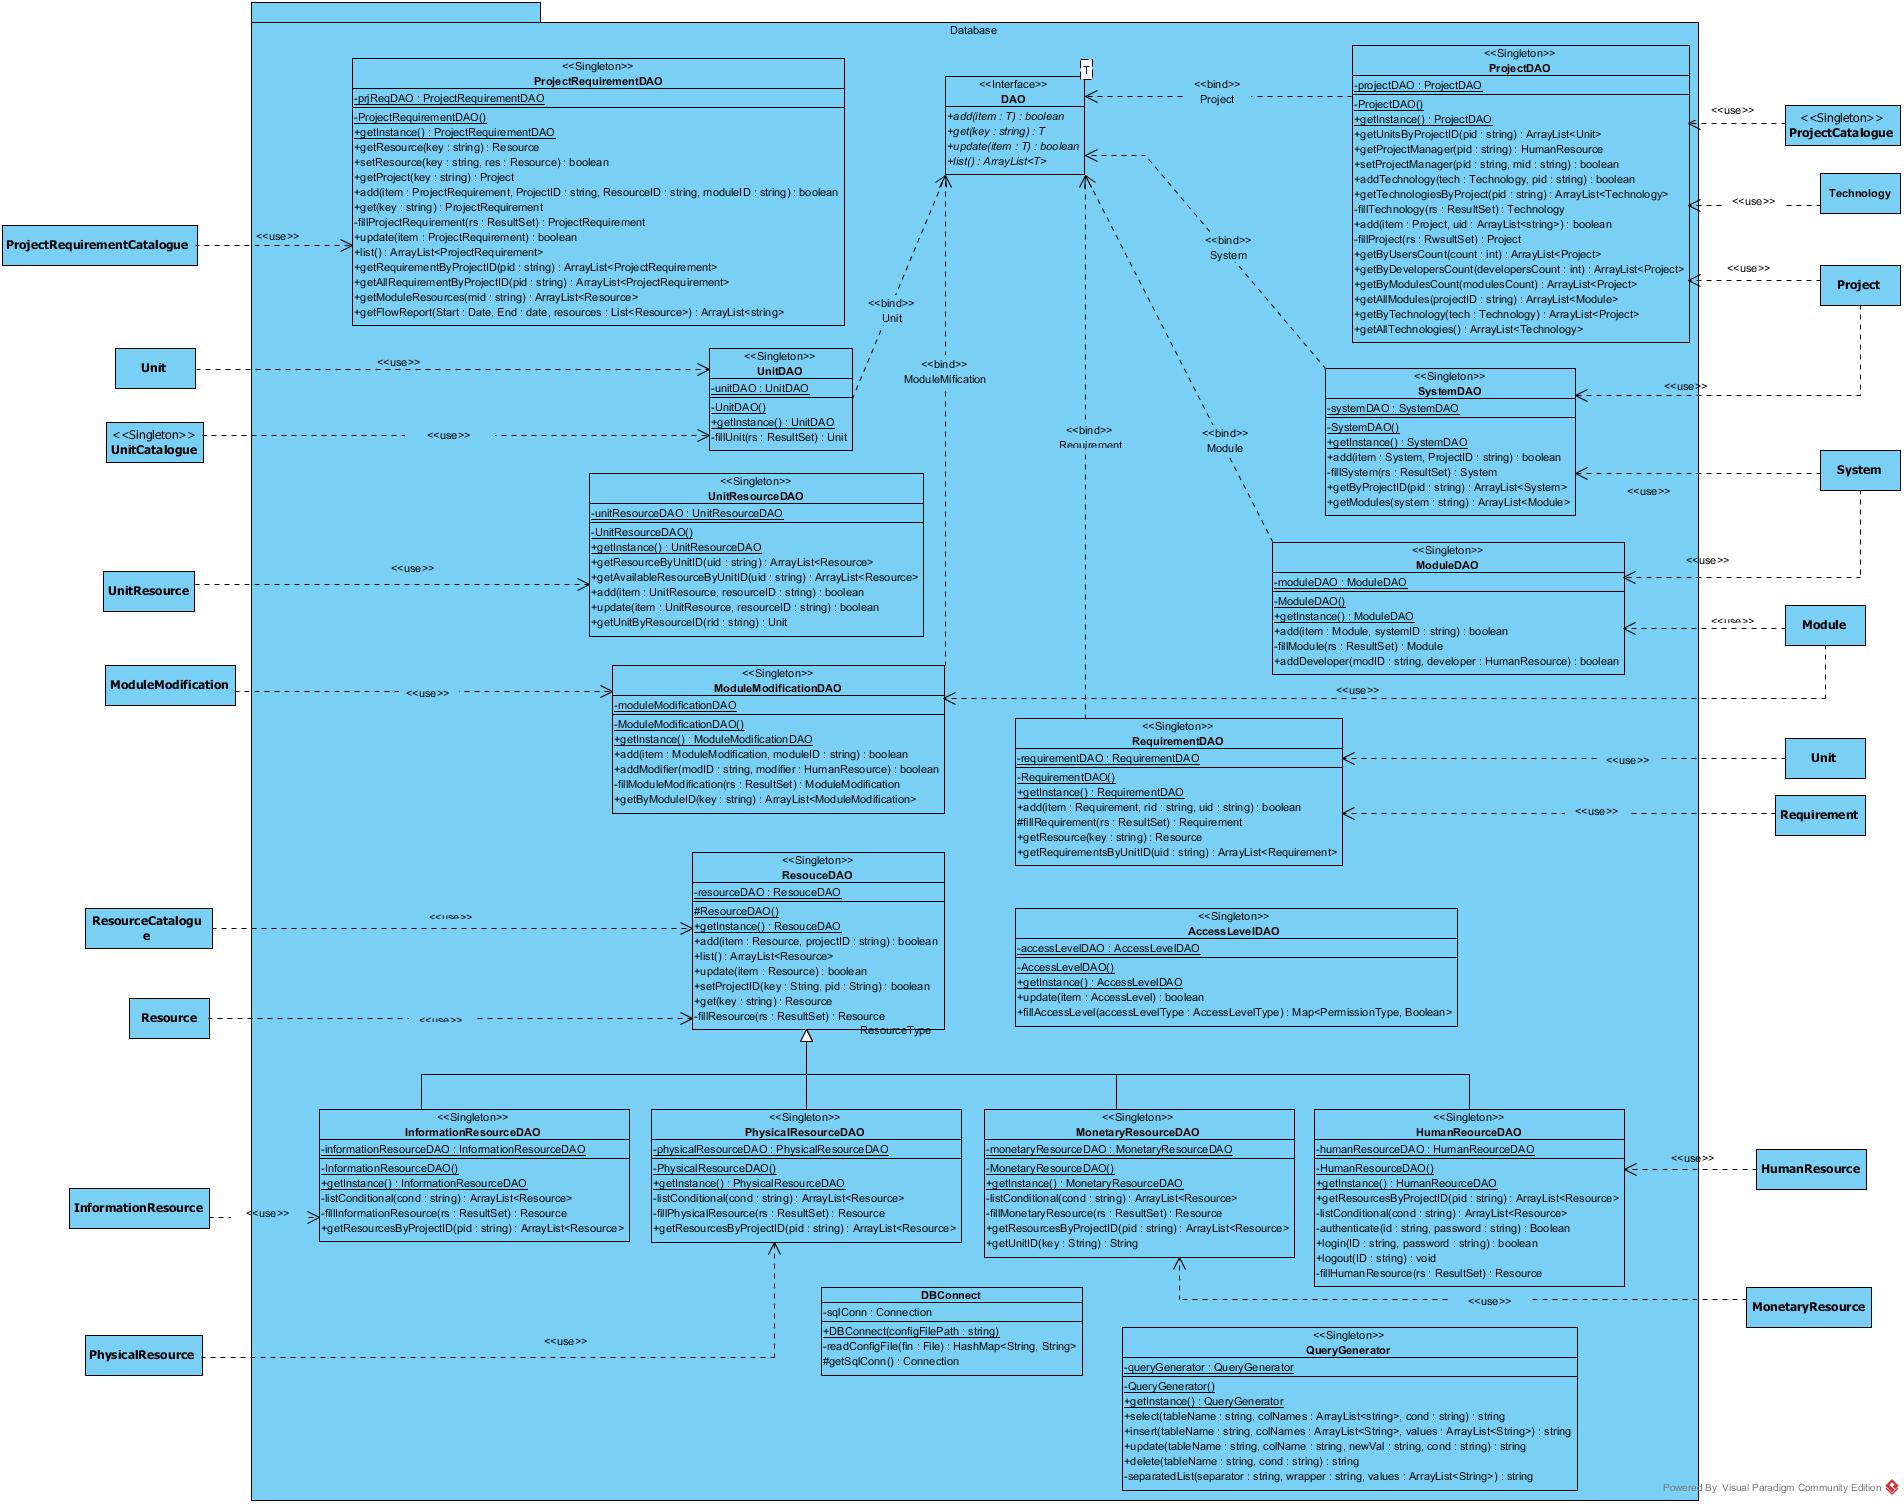 Database
<<Singleton>>
ProjectRequirementDAO
-prjReqDAO : ProjectRequirementDAO
-ProjectRequirementDAO()
+getInstance() : ProjectRequirementDAO
+getResource(key : string) : Resource
+setResource(key : string, res : Resource) : boolean
+getProject(key : string) : Project
+add(item : ProjectRequirement, ProjectID : string, ResourceID : string, moduleID : string) : boolean
+get(key : string) : ProjectRequirement
-fillProjectRequirement(rs : ResultSet) : ProjectRequirement
+update(item : ProjectRequirement) : boolean
+list() : ArrayList<ProjectRequirement>
+getRequirementByProjectID(pid : string) : ArrayList<ProjectRequirement>
+getAllRequirementByProjectID(pid : string) : ArrayList<ProjectRequirement>
+getModuleResources(mid : string) : ArrayList<Resource>
+getFlowReport(Start : Date, End : date, resources : List<Resource>) : ArrayList<string>
T
<<Interface>>
DAO
+add(item : T) : boolean
+get(key : string) : T
+update(item : T) : boolean
+list() : ArrayList<T>
<<bind>>
Project
<<Singleton>>
ProjectDAO
-projectDAO : ProjectDAO
-ProjectDAO()
+getInstance() : ProjectDAO
+getUnitsByProjectID(pid : string) : ArrayList<Unit>
+getProjectManager(pid : string) : HumanResource
+setProjectManager(pid : string, mid : string) : boolean
+addTechnology(tech : Technology, pid : string) : boolean
+getTechnologiesByProject(pid : string) : ArrayList<Technology>
-fillTechnology(rs : ResultSet) : Technology
+add(item : Project, uid : ArrayList<string>) : boolean
-fillProject(rs : RwsultSet) : Project
+getByUsersCount(count : int) : ArrayList<Project>
+getByDevelopersCount(developersCount : int) : ArrayList<Project>
+getByModulesCount(modulesCount) : ArrayList<Project>
+getAllModules(projectID : string) : ArrayList<Module>
+getByTechnology(tech : Technology) : ArrayList<Project>
+getAllTechnologies() : ArrayList<Technology>
<<use>>
<<Singleton>>
ProjectCatalogue
<<use>>
Technology
<<use>>
Project
ProjectRequirementCatalogue
<<use>>
<<bind>>
System
<<bind>>
Unit
Unit
<<use>>
<<Singleton>>
UnitDAO
-unitDAO : UnitDAO
-UnitDAO()
+getInstance() : UnitDAO
-fillUnit(rs : ResultSet) : Unit
<<bind>>
ModuleMification
<<Singleton>>
UnitCatalogue
<<use>>
<<bind>>
Requirement
<<bind>>
Module
<<Singleton>>
SystemDAO
-systemDAO : SystemDAO
-SystemDAO()
+getInstance() : SystemDAO
+add(item : System, ProjectID : string) : boolean
-fillSystem(rs : ResultSet) : System
+getByProjectID(pid : string) : ArrayList<System>
+getModules(system : string) : ArrayList<Module>
<<use>>
<<use>>
System
<<Singleton>>
UnitResourceDAO
-unitResourceDAO : UnitResourceDAO
-UnitResourceDAO()
+getInstance() : UnitResourceDAO
+getResourceByUnitID(uid : string) : ArrayList<Resource>
+getAvailableResourceByUnitID(uid : string) : ArrayList<Resource>
+add(item : UnitResource, resourceID : string) : boolean
+update(item : UnitResource, resourceID : string) : boolean
+getUnitByResourceID(rid : string) : Unit
UnitResource
<<use>>
<<Singleton>>
ModuleDAO
-moduleDAO : ModuleDAO
-ModuleDAO()
+getInstance() : ModuleDAO
+add(item : Module, systemID : string) : boolean
-fillModule(rs : ResultSet) : Module
+addDeveloper(modID : string, developer : HumanResource) : boolean
<<use>>
<<use>>
Module
ModuleModification
<<use>>
<<Singleton>>
ModuleModificationDAO
-moduleModificationDAO
-ModuleModificationDAO()
+getInstance() : ModuleModificationDAO
+add(item : ModuleModification, moduleID : string) : boolean
+addModifier(modID : string, modifier : HumanResource) : boolean
-fillModuleModification(rs : ResultSet) : ModuleModification
+getByModuleID(key : string) : ArrayList<ModuleModification>
<<use>>
<<Singleton>>
RequirementDAO
-requirementDAO : RequirementDAO
-RequirementDAO()
+getInstance() : RequirementDAO
+add(item : Requirement, rid : string, uid : string) : boolean
#fillRequirement(rs : ResultSet) : Requirement
+getResource(key : string) : Resource
+getRequirementsByUnitID(uid : string) : ArrayList<Requirement>
<<use>>
Unit
<<use>>
Requirement
<<Singleton>>
ResouceDAO
-resourceDAO : ResouceDAO
#ResourceDAO()
+getInstance() : ResouceDAO
+add(item : Resource, projectID : string) : boolean
+list() : ArrayList<Resource>
+update(item : Resource) : boolean
+setProjectID(key : String, pid : String) : boolean
+get(key : string) : Resource
-fillResource(rs : ResultSet) : Resource
ResourceType
ResourceCatalogu
e
<<use>>
Resource
<<use>>
<<Singleton>>
AccessLevelDAO
-accessLevelDAO : AccessLevelDAO
-AccessLevelDAO()
+getInstance() : AccessLevelDAO
+update(item : AccessLevel) : boolean
+fillAccessLevel(accessLevelType : AccessLevelType) : Map<PermissionType, Boolean>
<<Singleton>>
InformationResourceDAO
-informationResourceDAO : InformationResourceDAO
-InformationResourceDAO()
+getInstance() : InformationResourceDAO
-listConditional(cond : string) : ArrayList<Resource>
-fillInformationResource(rs : ResultSet) : Resource
+getResourcesByProjectID(pid : string) : ArrayList<Resource>
<<Singleton>>
PhysicalResourceDAO
-physicalResourceDAO : PhysicalResourceDAO
-PhysicalResourceDAO()
+getInstance() : PhysicalResourceDAO
-listConditional(cond : string) : ArrayList<Resource>
-fillPhysicalResource(rs : ResultSet) : Resource
+getResourcesByProjectID(pid : string) : ArrayList<Resource>
<<Singleton>>
MonetaryResourceDAO
-monetaryResourceDAO : MonetaryResourceDAO
-MonetaryResourceDAO()
+getInstance() : MonetaryResourceDAO
-listConditional(cond : string) : ArrayList<Resource>
-fillMonetaryResource(rs : ResultSet) : Resource
+getResourcesByProjectID(pid : string) : ArrayList<Resource>
+getUnitID(key : String) : String
<<Singleton>>
HumanReourceDAO
-humanResourceDAO : HumanReourceDAO
-HumanResourceDAO()
+getInstance() : HumanReourceDAO
+getResourcesByProjectID(pid : string) : ArrayList<Resource>
-listConditional(cond : string) : ArrayList<Resource>
-authenticate(id : string, password : string) : Boolean
+login(ID : string, password : string) : boolean
+logout(ID : string) : void
-fillHumanResource(rs : ResultSet) : Resource
<<use>>
HumanResource
InformationResource
<<use>>
DBConnect
-sqlConn : Connection
+DBConnect(configFilePath : string)
-readConfigFile(fin : File) : HashMap<String, String>
#getSqlConn() : Connection
<<use>>
MonetaryResource
PhysicalResource
<<use>>
<<Singleton>>
QueryGenerator
-queryGenerator : QueryGenerator
-QueryGenerator()
+getInstance() : QueryGenerator
+select(tableName : string, colNames : ArrayList<string>, cond : string) : string
+insert(tableName : string, colNames : ArrayList<String>, values : ArrayList<String>) : string
+update(tableName : string, colName : string, newVal : string, cond : string) : string
+delete(tableName : string, cond : string) : string
-separatedList(separator : string, wrapper : string, values : ArrayList<String>) : string
Powered By Visual Paradigm Community Edition